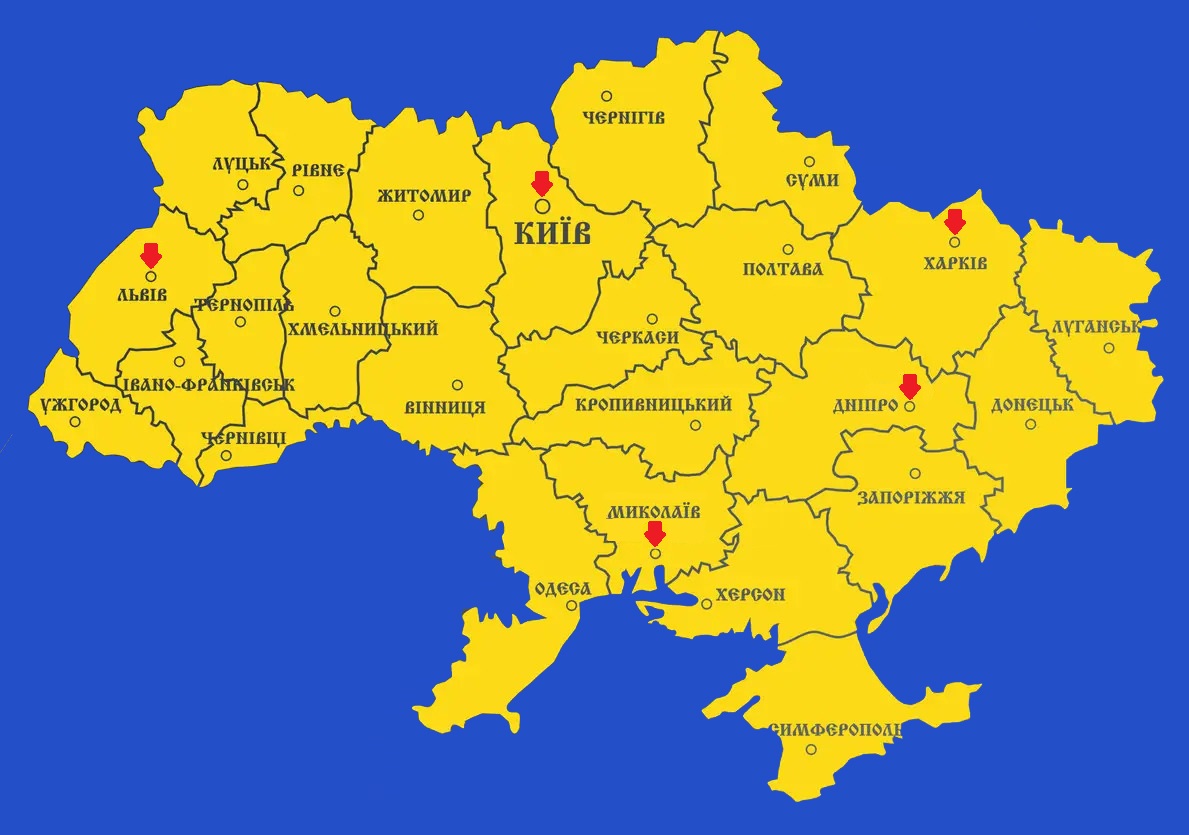 ЧЕРНІГІВ
ЛУЦЬК
РІВНЕ
СУМИ
ЖИТОМИР
КИЇВ
ХАРКІВ
ПОЛТАВА
ЛЬВІВ
ТЕРНОПІЛЬ
ХМЕЛЬНИЦЬКИЙ
ЧЕРКАСИ
ЛУГАНСЬК
ІВАНО-ФРАНКІВСЬК
УЖГОРОД
ВІННИЦЯ
КРОПИВНИЦЬКИЙ
ДНІПРО
ДОНЕЦЬК
ЧЕРНІВЦІ
ЗАПОРІЖЖЯ
МИКОЛАЇВ
ОДЕСА
ХЕРСОН
СИМФЕРОПОЛЬ